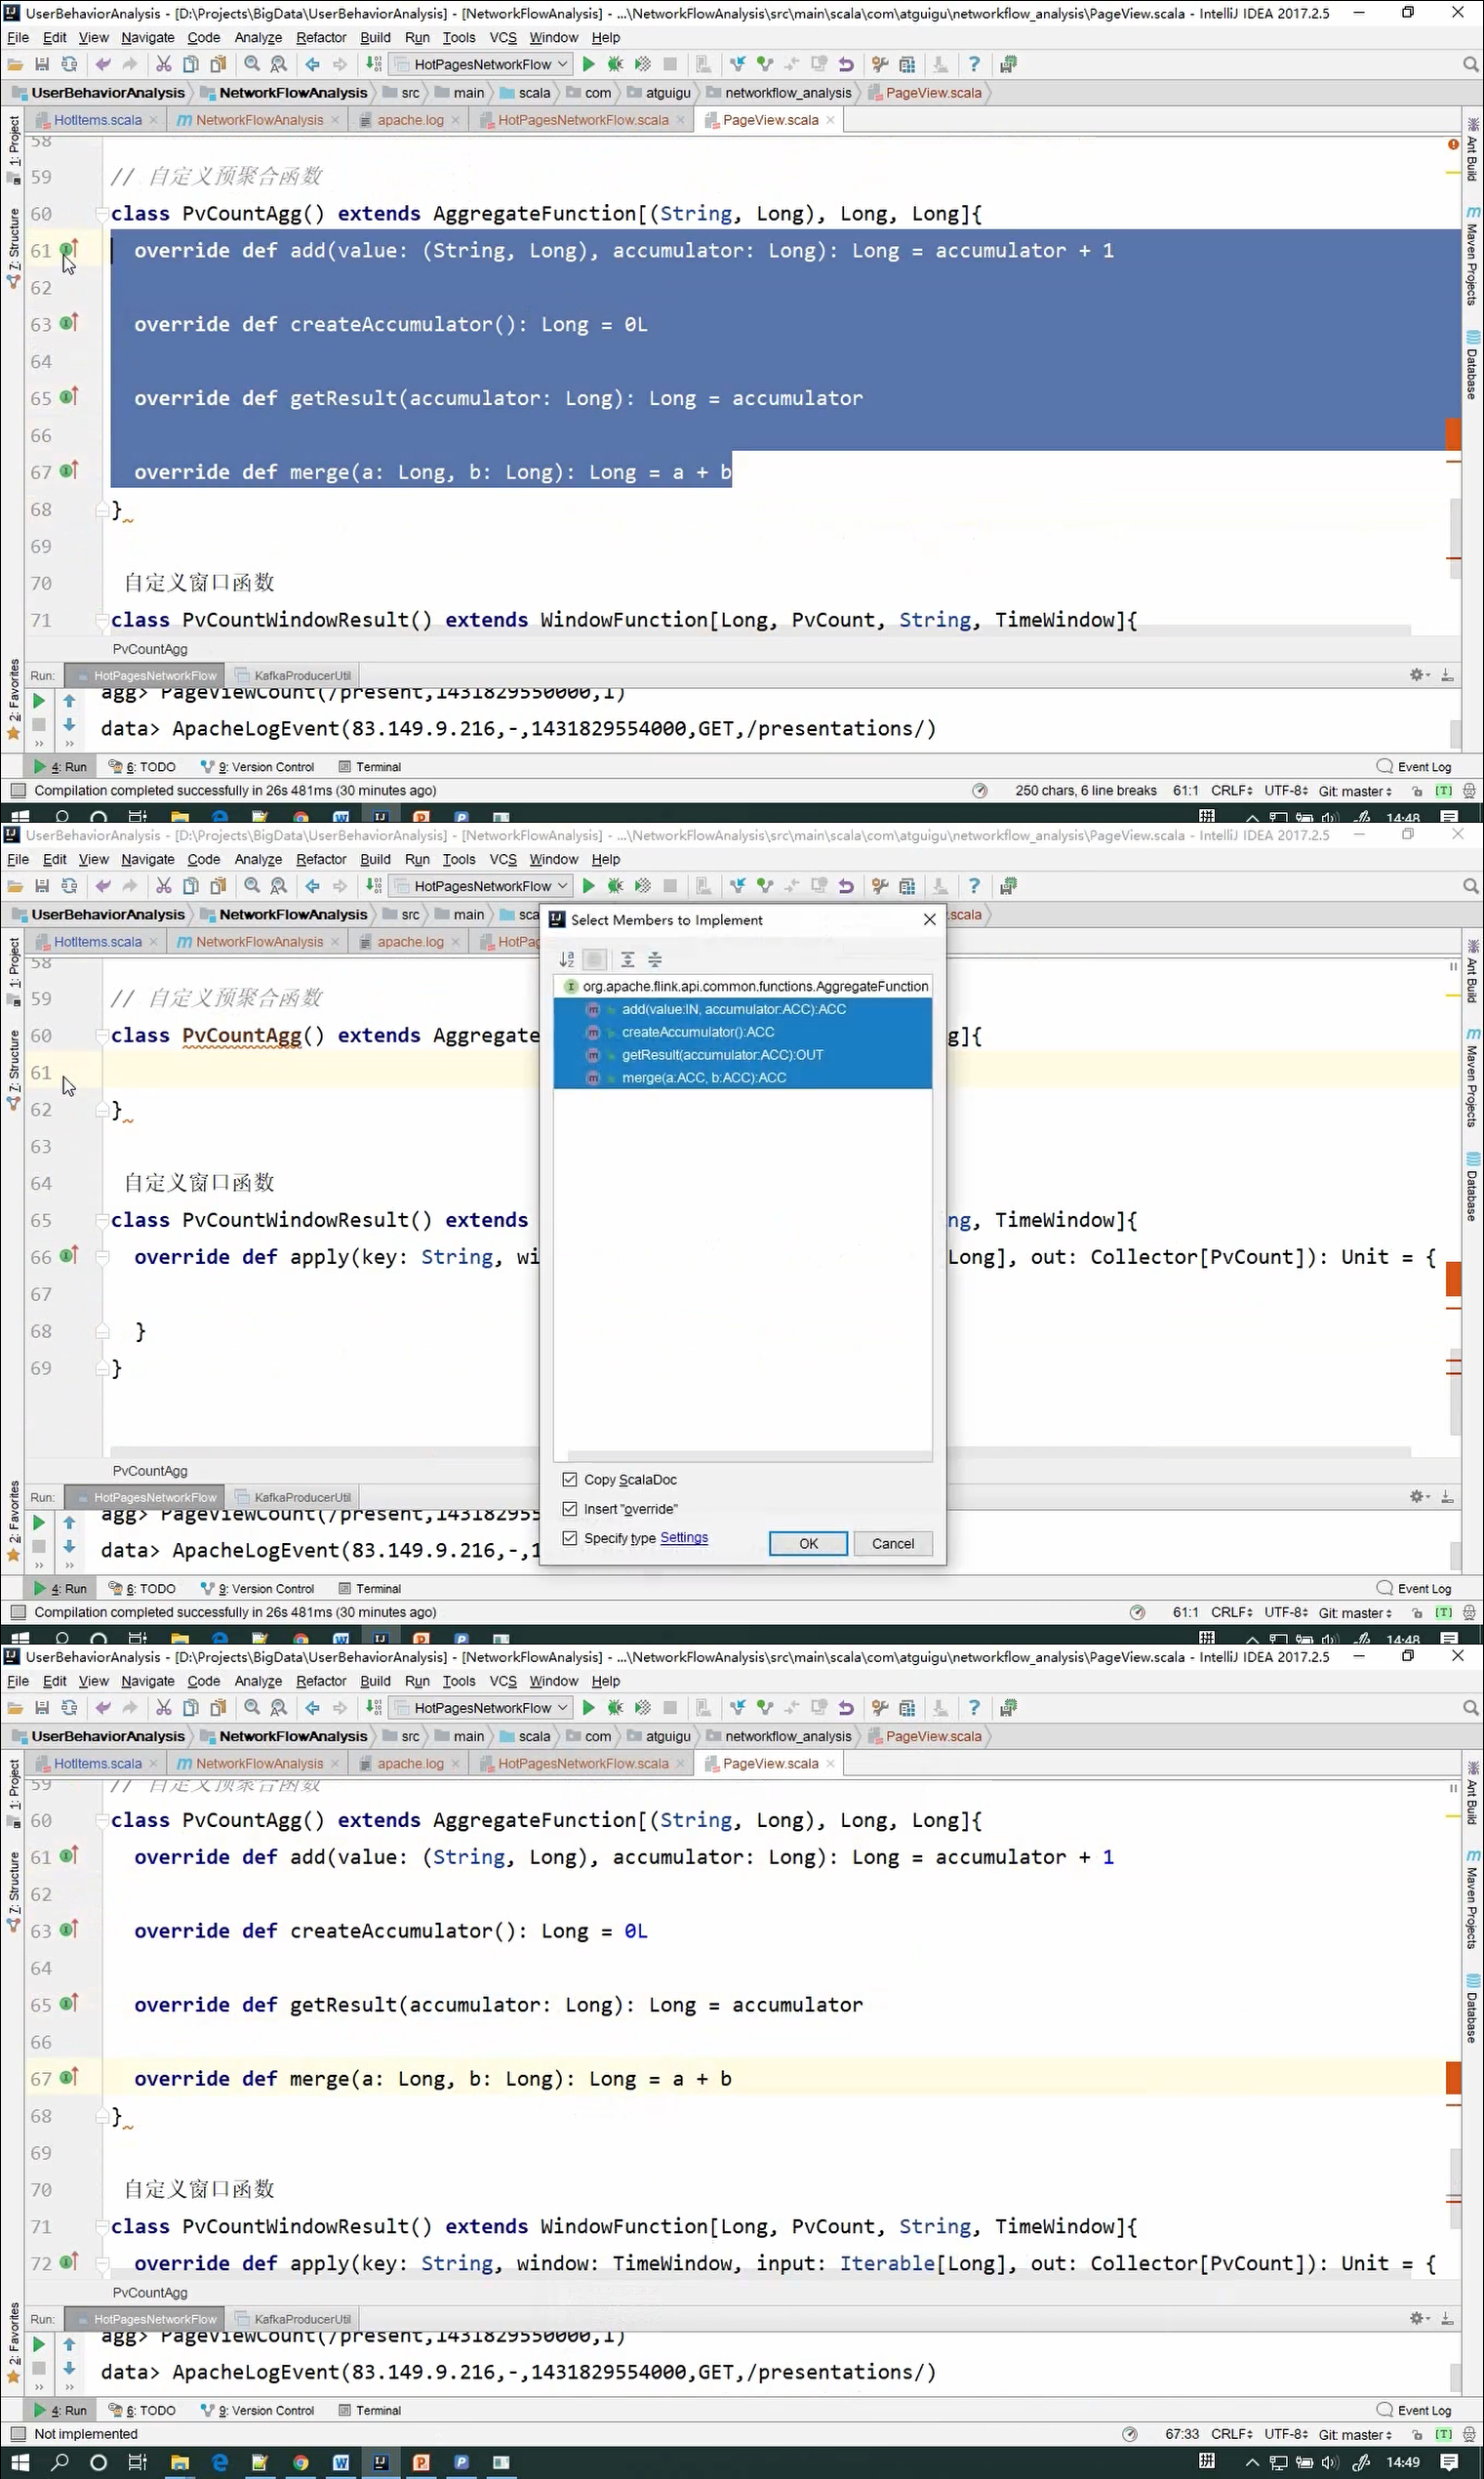 UserBehaviorAnalysis - [D:\Projects\BigData\UserBehaviorAnalysis] - [NetworkFlowAnalysis] - ...\NetworkFlowAnalysis\src\main\scala\com\atguigu\networkflow_analysis\PageView.scala - IntelliJ IDEA 2017.2.5
File Edit View Navigate Code Analyze Refactor Build Run Tools VCS Window Help
HotPagesNetworkFlow
UserBehaviorAnalysis NetworkFlowAnalysis src main scala com atguigu networkflow_analysis PageView.scala
HotItems.scala NetworkFlowAnalysis apache.log HotPagesNetworkFlow.scala PageView.scala
1: Project
7: Structure
2: Favorites
Ant Build
Maven Projects
Database
58
59 // 自定义预聚合函数
60 class PvCountAgg() extends AggregateFunction[(String, Long), Long, Long]{
61 override def add(value: (String, Long), accumulator: Long): Long = accumulator + 1
62
63 override def createAccumulator(): Long = 0L
64
65 override def getResult(accumulator: Long): Long = accumulator
66
67 override def merge(a: Long, b: Long): Long = a + b
68 }
69
70 自定义窗口函数
71 class PvCountWindowResult() extends WindowFunction[Long, PvCount, String, TimeWindow]{
PvCountAgg
Run: HotPagesNetworkFlow KafkaProducerUtil
agg> PageViewCount(/present,1431829550000,1)
data> ApacheLogEvent(83.149.9.216,-,1431829554000,GET,/presentations/)
4: Run 6: TODO 9: Version Control Terminal Event Log
Compilation completed successfully in 26s 481ms (30 minutes ago) 250 chars, 6 line breaks 61:1 CRLF UTF-8 Git: master [T]
14:48
UserBehaviorAnalysis - [D:\Projects\BigData\UserBehaviorAnalysis] - [NetworkFlowAnalysis] - ...\NetworkFlowAnalysis\src\main\scala\com\atguigu\networkflow_analysis\PageView.scala - IntelliJ IDEA 2017.2.5
File Edit View Navigate Code Analyze Refactor Build Run Tools VCS Window Help
HotPagesNetworkFlow
UserBehaviorAnalysis NetworkFlowAnalysis src main sca .scala
HotItems.scala NetworkFlowAnalysis apache.log HotPag
1: Project
7: Structure
2: Favorites
Ant Build
Maven Projects
Database
58
59 // 自定义预聚合函数
60 class PvCountAgg() extends Aggregate g]{
61
62 }
63
64 自定义窗口函数
65 class PvCountWindowResult() extends ng, TimeWindow]{
66 override def apply(key: String, wi Long], out: Collector[PvCount]): Unit = {
67
68 }
69 }
Select Members to Implement
org.apache.flink.api.common.functions.AggregateFunction
add(value:IN, accumulator:ACC):ACC
createAccumulator():ACC
getResult(accumulator:ACC):OUT
merge(a:ACC, b:ACC):ACC
Copy ScalaDoc
Insert "override"
Specify type Settings
OK Cancel
PvCountAgg
Run: HotPagesNetworkFlow KafkaProducerUtil
agg> PageViewCount(/present,14318295
data> ApacheLogEvent(83.149.9.216,-,1
4: Run 6: TODO 9: Version Control Terminal Event Log
Compilation completed successfully in 26s 481ms (30 minutes ago) 61:1 CRLF UTF-8 Git: master [T]
14:48
UserBehaviorAnalysis - [D:\Projects\BigData\UserBehaviorAnalysis] - [NetworkFlowAnalysis] - ...\NetworkFlowAnalysis\src\main\scala\com\atguigu\networkflow_analysis\PageView.scala - IntelliJ IDEA 2017.2.5
File Edit View Navigate Code Analyze Refactor Build Run Tools VCS Window Help
HotPagesNetworkFlow
UserBehaviorAnalysis NetworkFlowAnalysis src main scala com atguigu networkflow_analysis PageView.scala
HotItems.scala NetworkFlowAnalysis apache.log HotPagesNetworkFlow.scala PageView.scala
1: Project
7: Structure
2: Favorites
Ant Build
Maven Projects
Database
59 // 自定义预聚合函数
60 class PvCountAgg() extends AggregateFunction[(String, Long), Long, Long]{
61 override def add(value: (String, Long), accumulator: Long): Long = accumulator + 1
62
63 override def createAccumulator(): Long = 0L
64
65 override def getResult(accumulator: Long): Long = accumulator
66
67 override def merge(a: Long, b: Long): Long = a + b
68 }
69
70 自定义窗口函数
71 class PvCountWindowResult() extends WindowFunction[Long, PvCount, String, TimeWindow]{
72 override def apply(key: String, window: TimeWindow, input: Iterable[Long], out: Collector[PvCount]): Unit = {
PvCountAgg
Run: HotPagesNetworkFlow KafkaProducerUtil
agg> PageViewCount(/present,1431829550000,1)
data> ApacheLogEvent(83.149.9.216,-,1431829554000,GET,/presentations/)
4: Run 6: TODO 9: Version Control Terminal Event Log
Not implemented 67:33 CRLF UTF-8 Git: master [T]
14:49